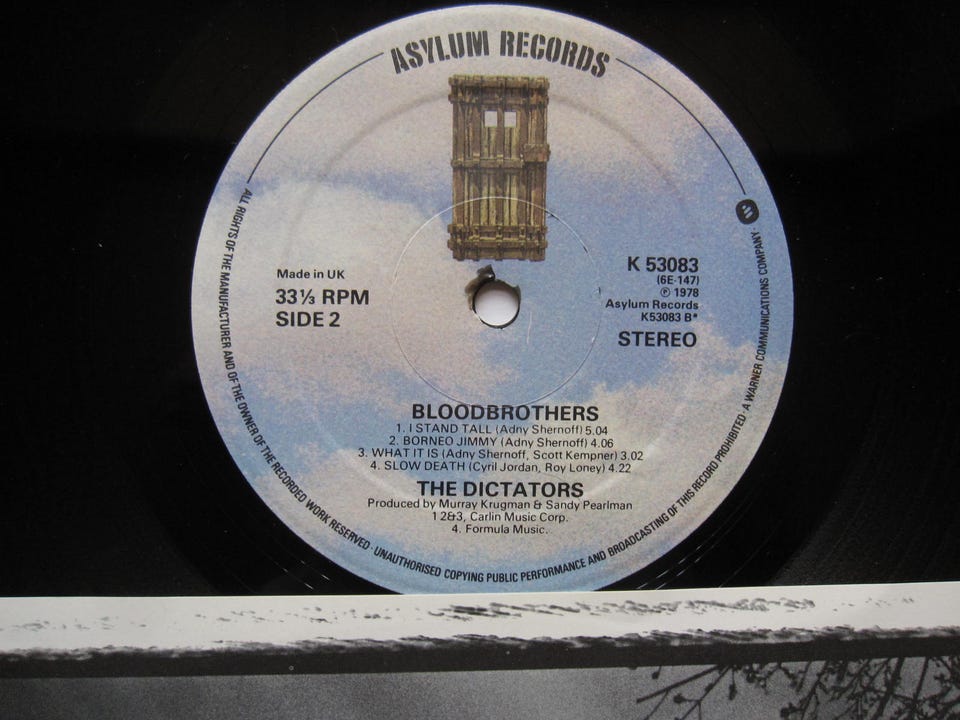 ASYLUM RECORDS
Made in UK
33⅓ RPM
SIDE 2
K 53083
(6E-147)
℗ 1978
Asylum Records
K53083 B*
STEREO
BLOODBROTHERS
1. I STAND TALL (Adny Shernoff) 5.04
2. BORNEO JIMMY (Adny Shernoff) 4.06
3. WHAT IT IS (Adny Shernoff, Scott Kempner) 3.02
4. SLOW DEATH (Cyril Jordan, Roy Loney) 4.22
THE DICTATORS
Produced by Murray Krugman & Sandy Pearlman
1 2&3, Carlin Music Corp.
4. Formula Music.
ALL RIGHTS OF THE MANUFACTURER AND OF THE OWNER OF THE RECORDED WORK RESERVED · UNAUTHORISED COPYING PUBLIC PERFORMANCE AND BROADCASTING OF THIS RECORD PROHIBITED · A WARNER COMMUNICATIONS COMPANY ·